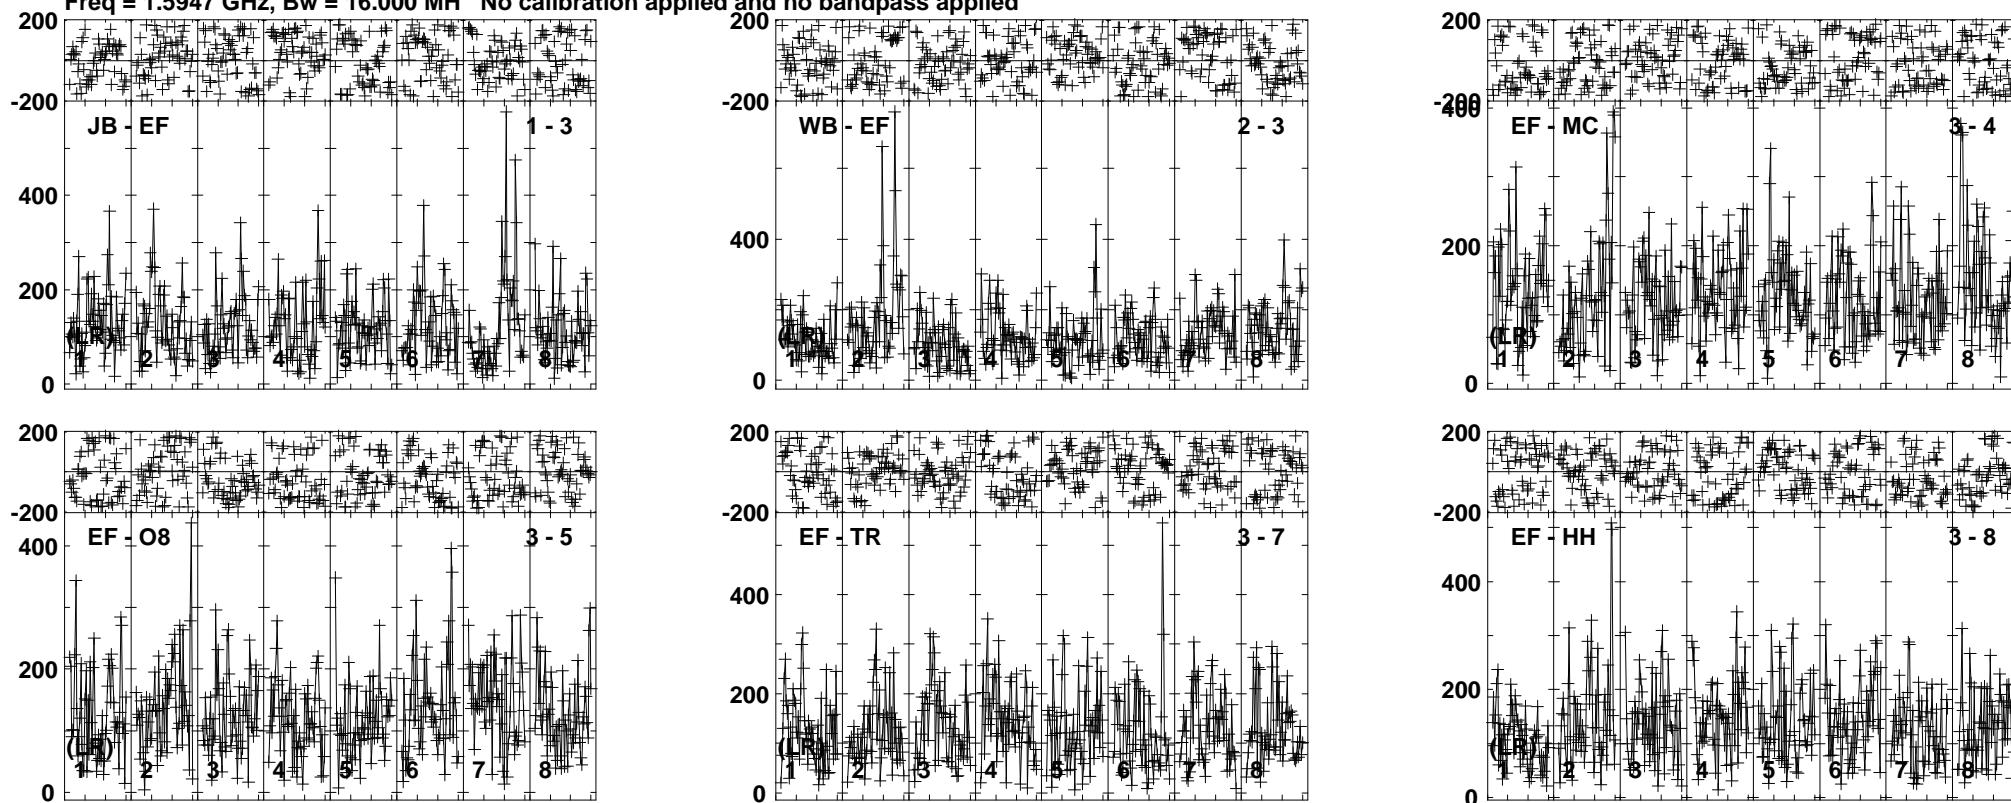 Freq = 1.5947 GHz, Bw = 16.000 MH No calibration applied and no bandpass applied
200
-200
JB - EF 1 - 3
400
200
0
(LR)
1 2 3 4 5 6 7 8
200
-200
WB - EF 2 - 3
400
0
(LR)
1 2 3 4 5 6 7 8
200
-200
400
EF - MC 3 - 4
200
0
(LR)
1 2 3 4 5 6 7 8
200
-200
EF - O8 3 - 5
400
200
0
(LR)
1 2 3 4 5 6 7 8
200
-200
EF - TR 3 - 7
400
200
0
(LR)
1 2 3 4 5 6 7 8
200
-200
EF - HH 3 - 8
400
200
0
(LR)
1 2 3 4 5 6 7 8